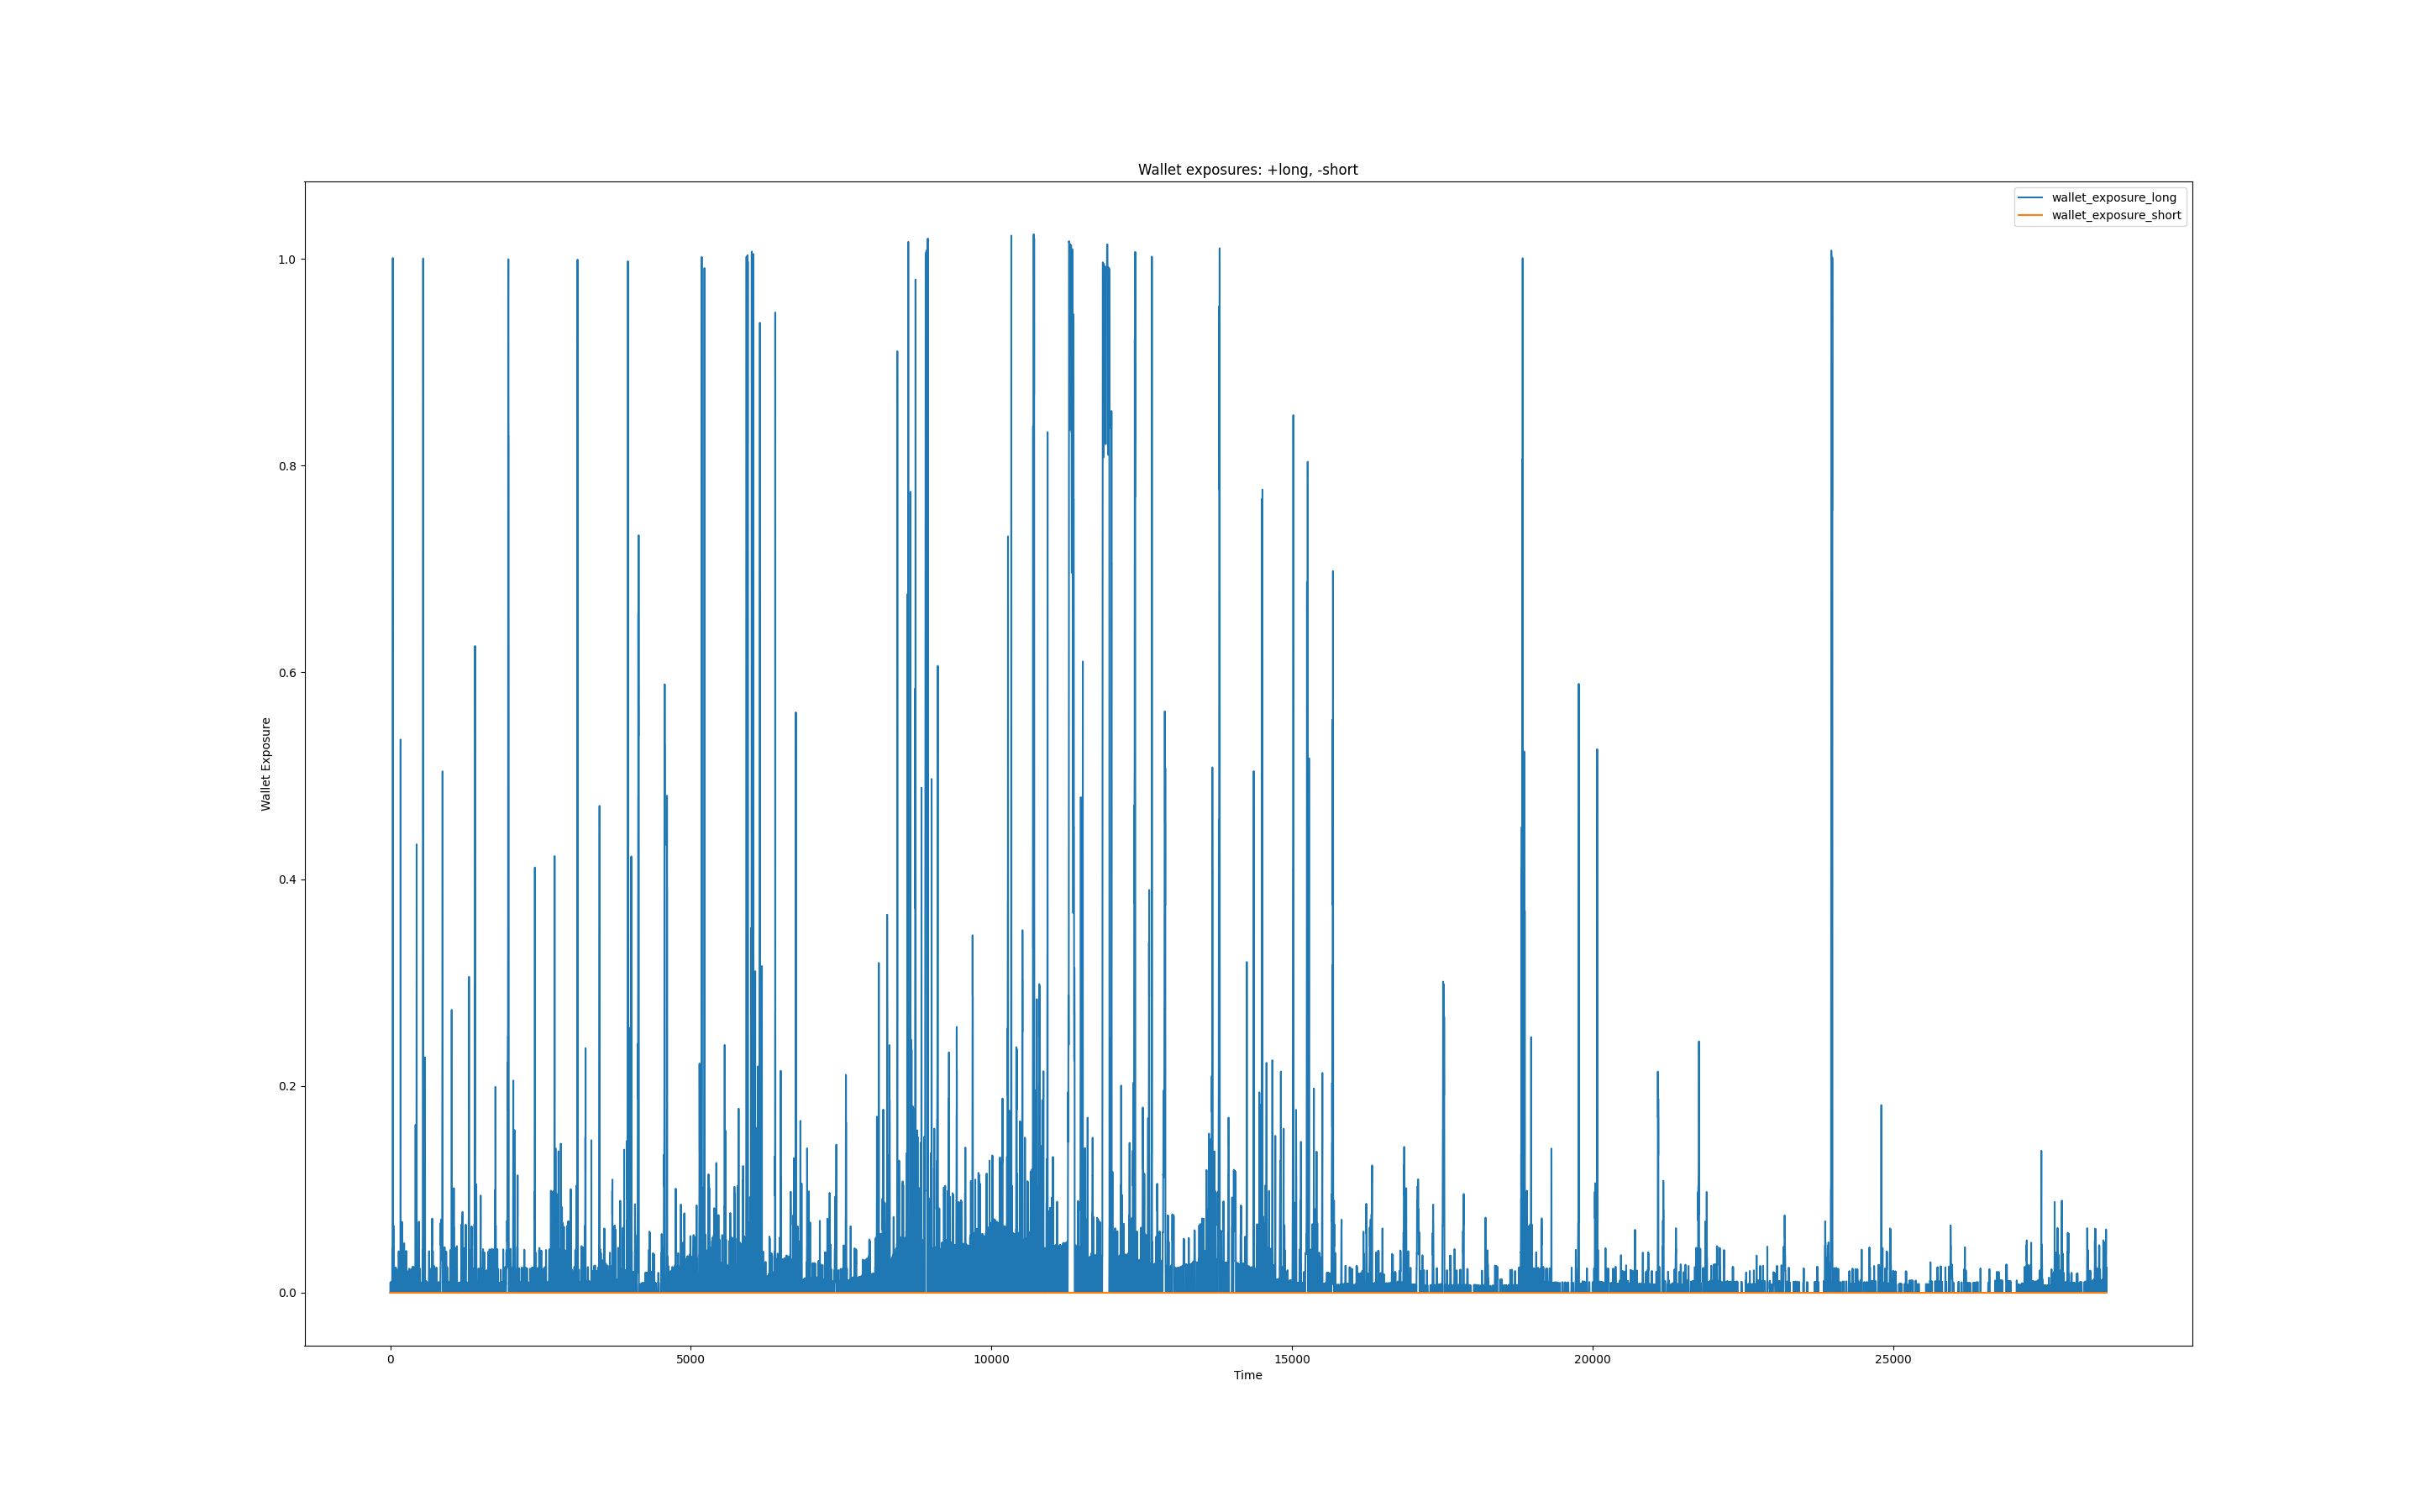 Wallet exposures: +long, -short
wallet_exposure_long
wallet_exposure_short
1.0
0.8
0.6
0.4
0.2
0.0
Wallet Exposure
0 5000 10000 15000 20000 25000
Time